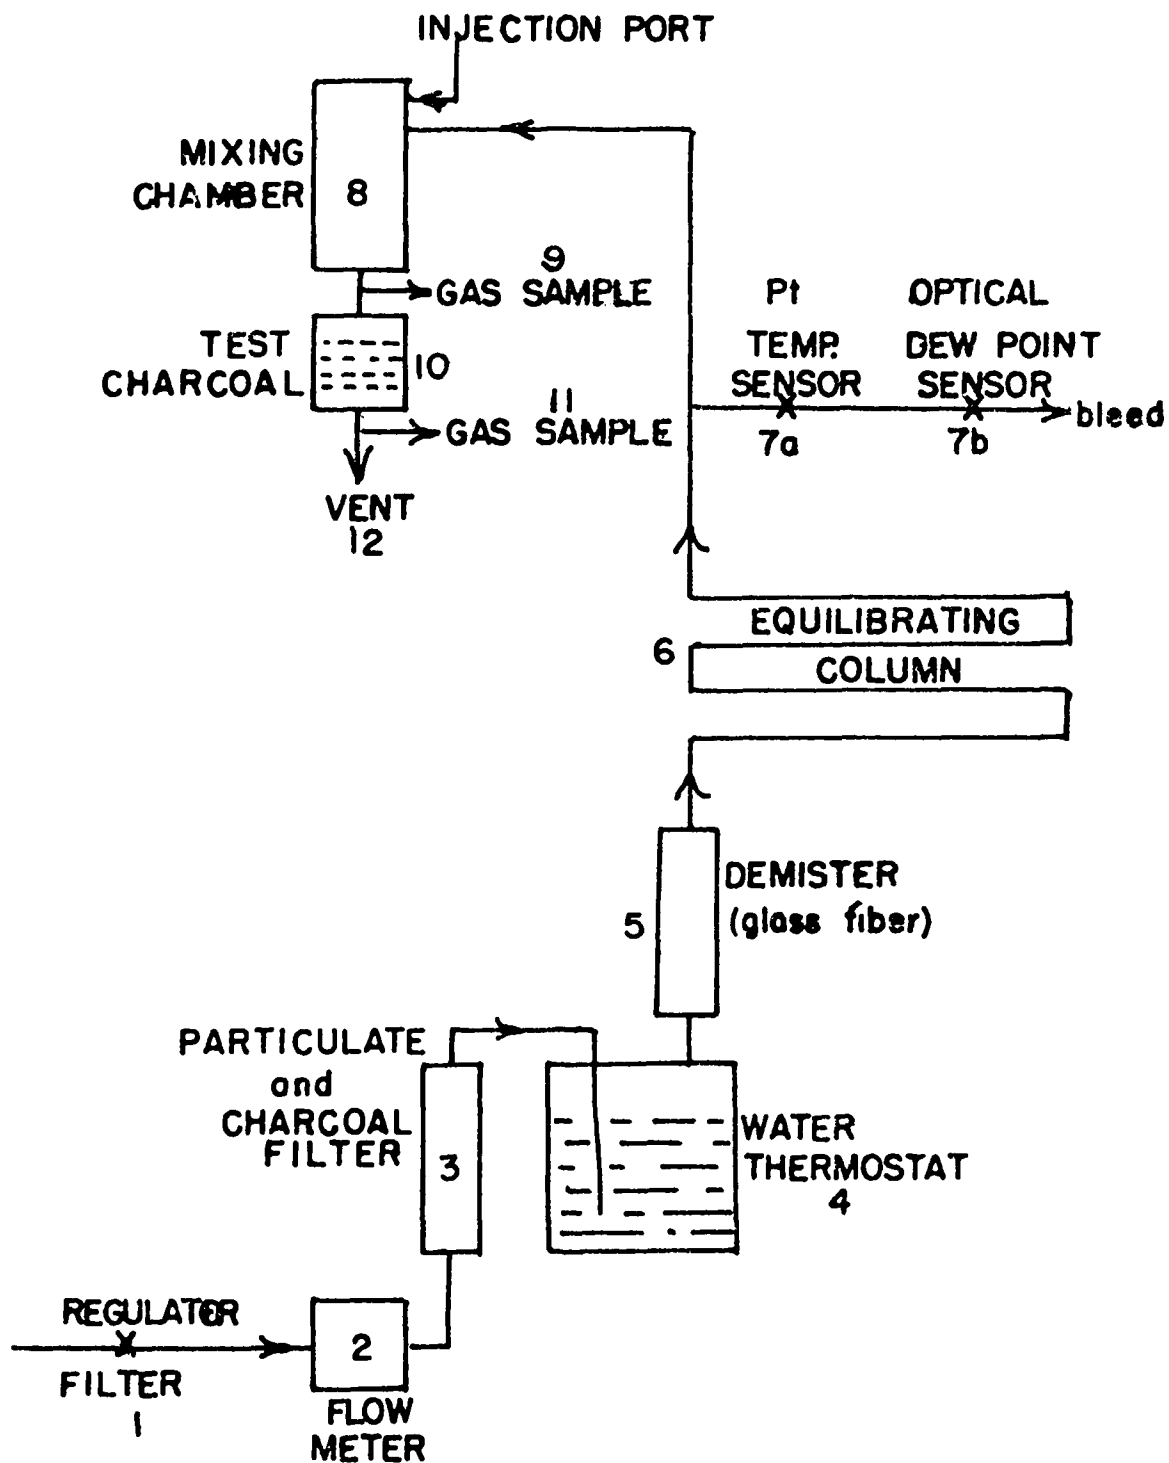 INJECTION PORT
MIXING
CHAMBER
8
9
GAS SAMPLE
TEST
CHARCOAL
10
11
GAS SAMPLE
VENT
12
Pt
TEMP.
SENSOR
7a
OPTICAL
DEW POINT
SENSOR
7b
bleed
EQUILIBRATING
COLUMN
6
DEMISTER
(glass fiber)
5
PARTICULATE
and
CHARCOAL
FILTER
3
WATER
THERMOSTAT
4
REGULATOR
FILTER
1
2
FLOW
METER